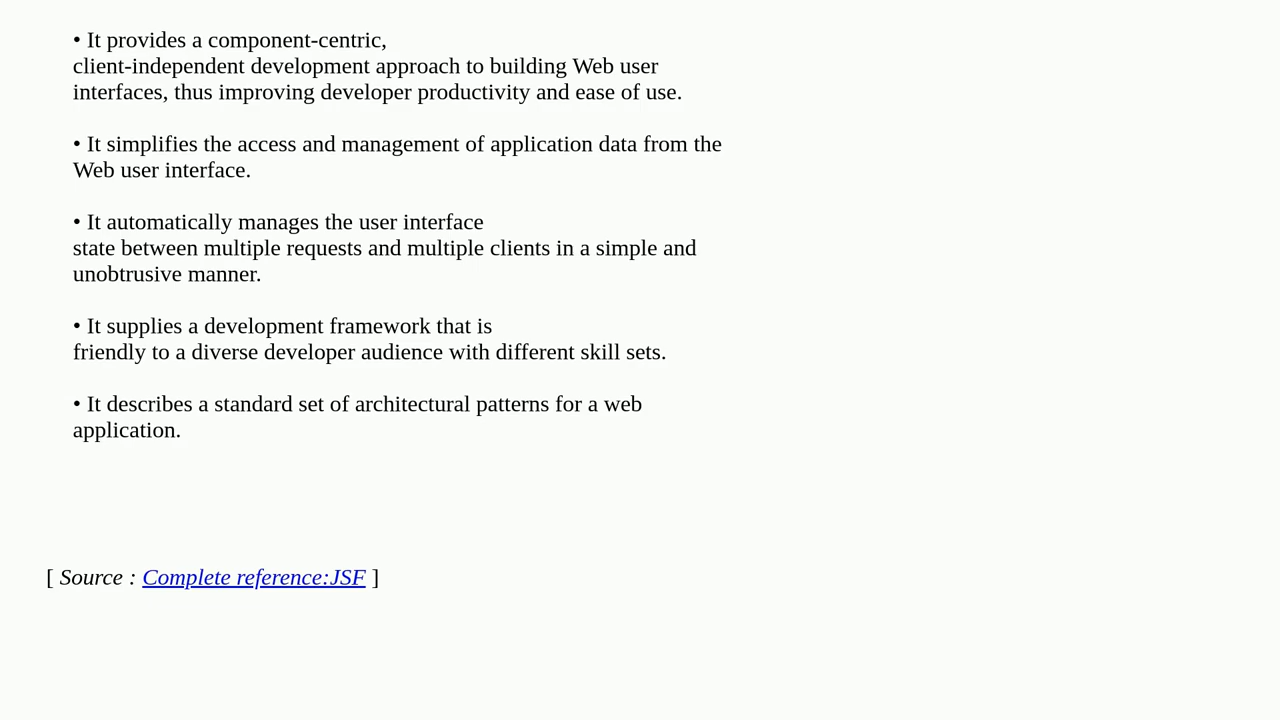 • It provides a component-centric,
client-independent development approach to building Web user
interfaces, thus improving developer productivity and ease of use.
• It simplifies the access and management of application data from the
Web user interface.
• It automatically manages the user interface
state between multiple requests and multiple clients in a simple and
unobtrusive manner.
• It supplies a development framework that is
friendly to a diverse developer audience with different skill sets.
• It describes a standard set of architectural patterns for a web
application.
[ Source : Complete reference:JSF ]